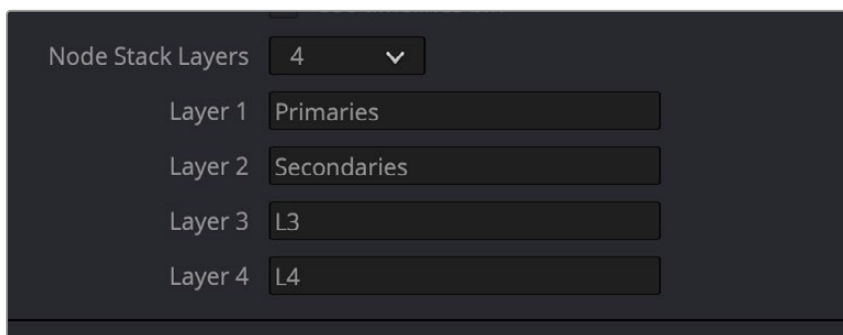 Node Stack Layers 4
Layer 1 Primaries
Layer 2 Secondaries
Layer 3 L3
Layer 4 L4